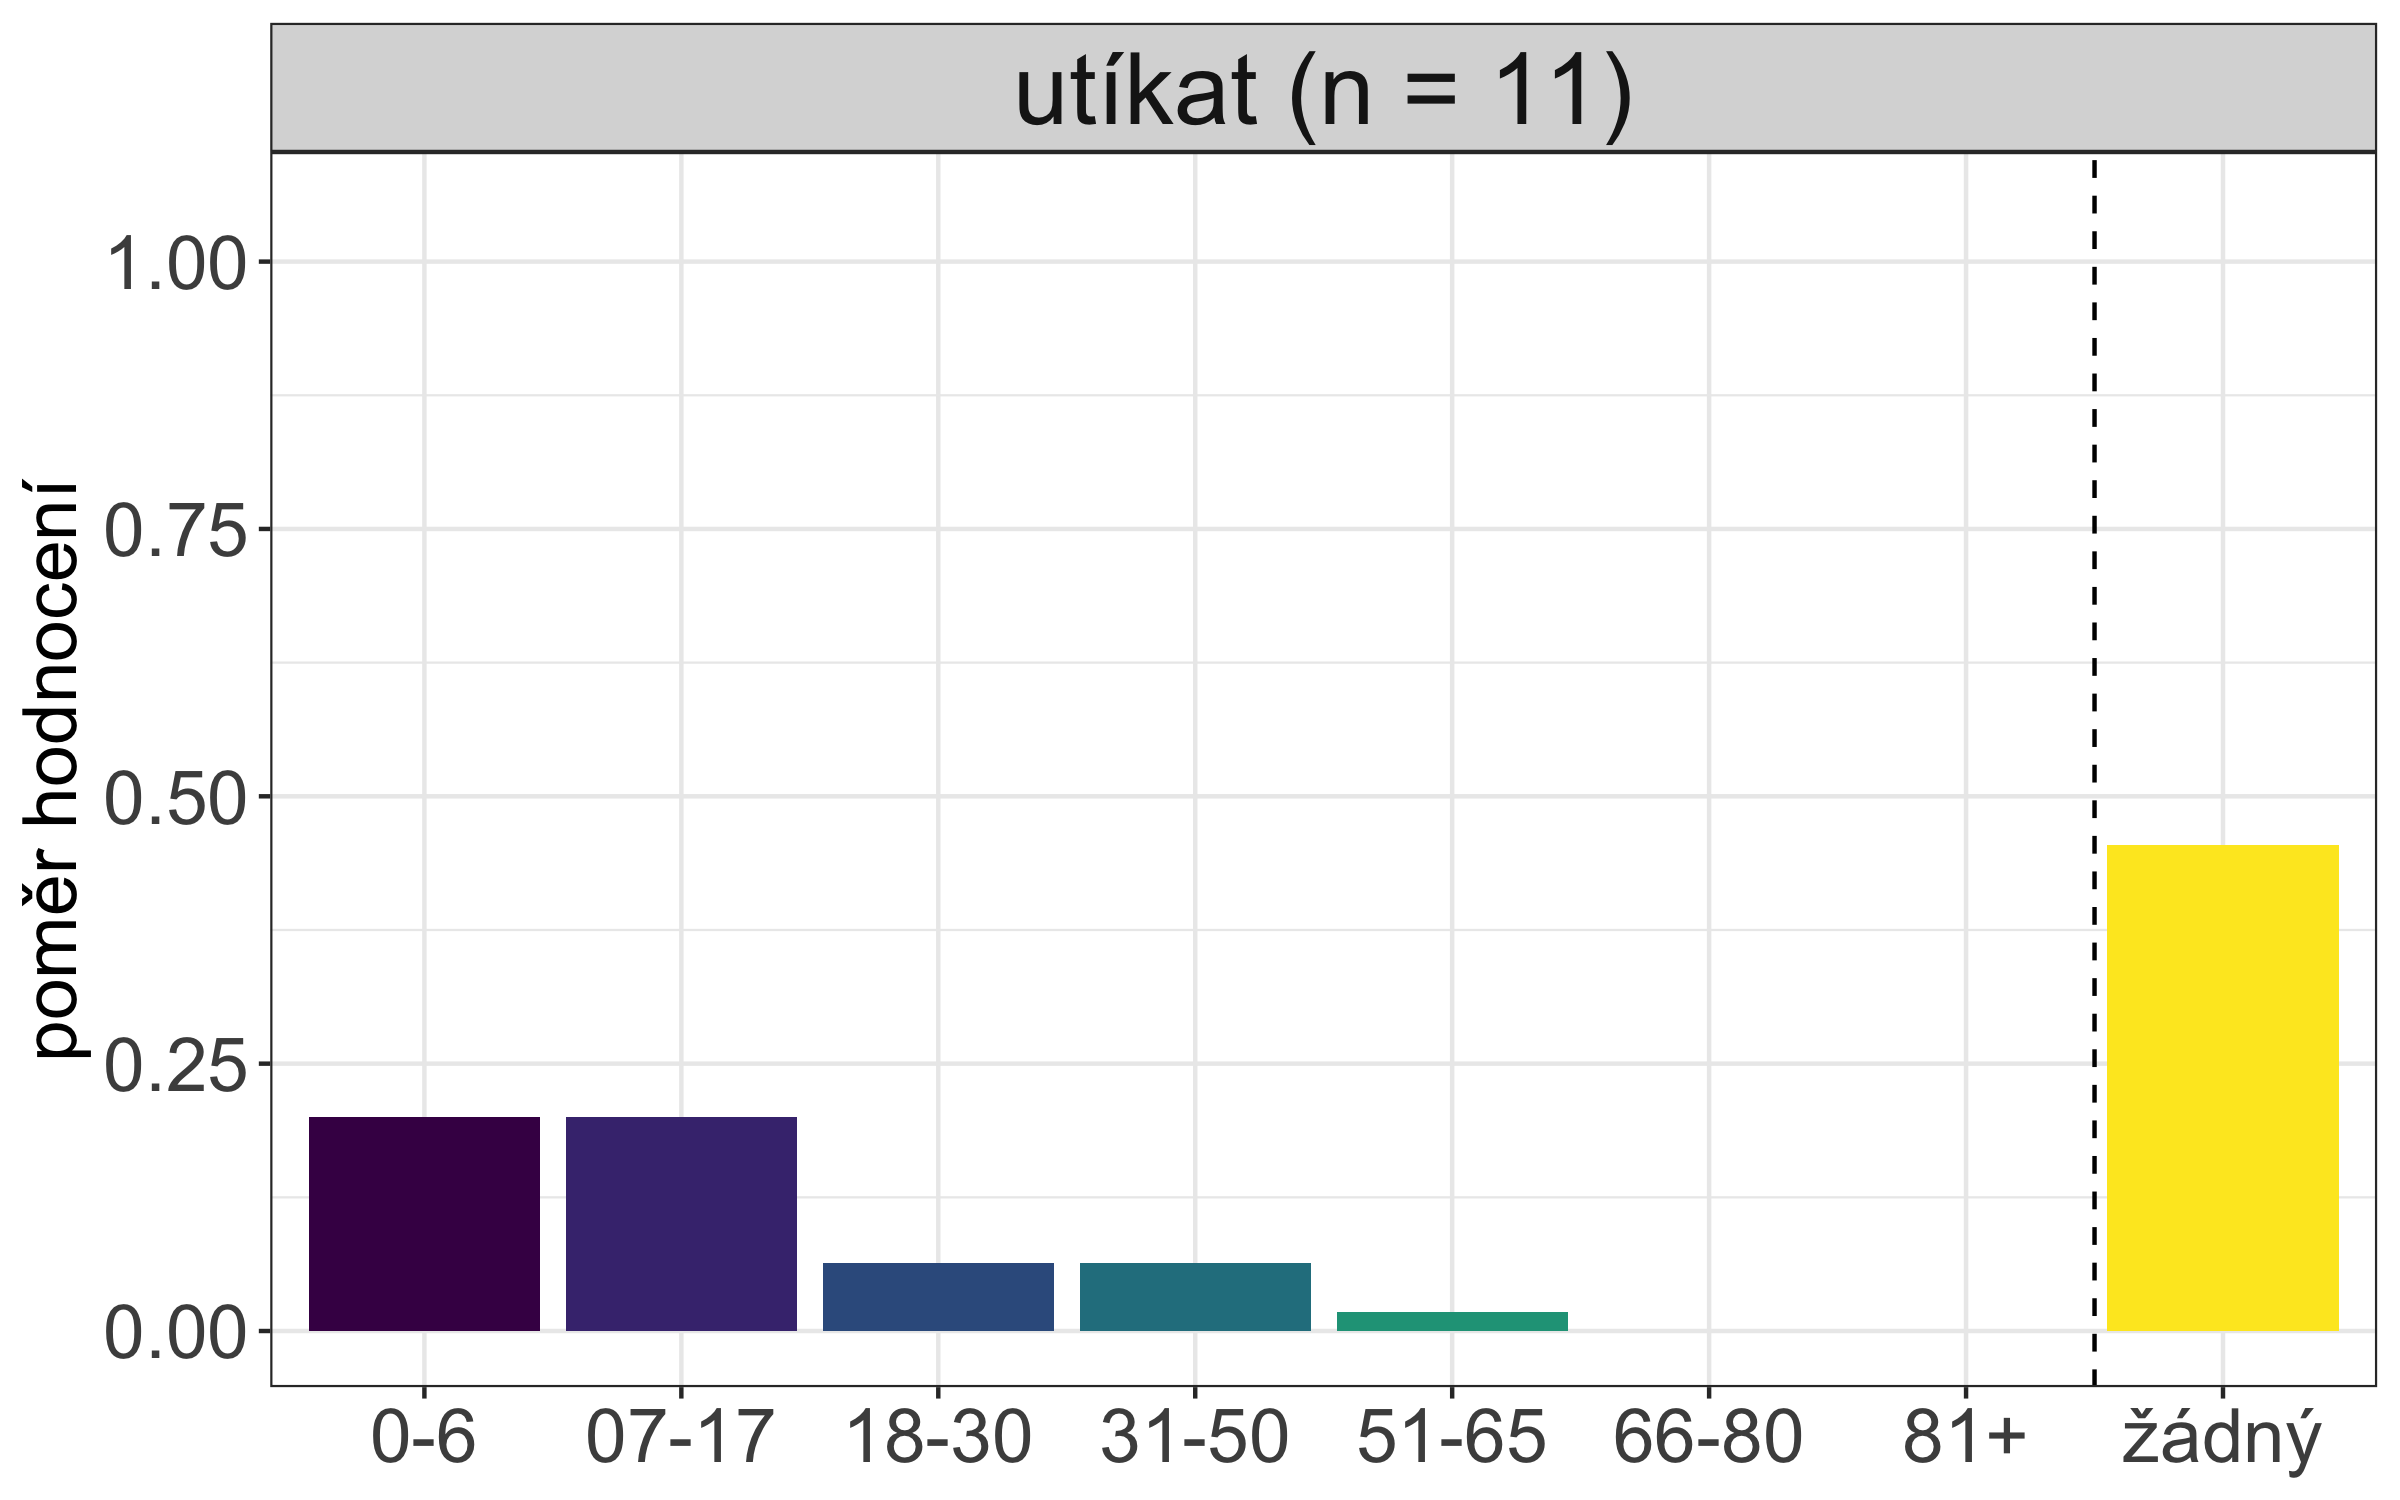 utíkat (n = 11)
poměr hodnocení
1.00
0.75
0.50
0.25
0.00
0-6 07-17 18-30 31-50 51-65 66-80 81+ žádný